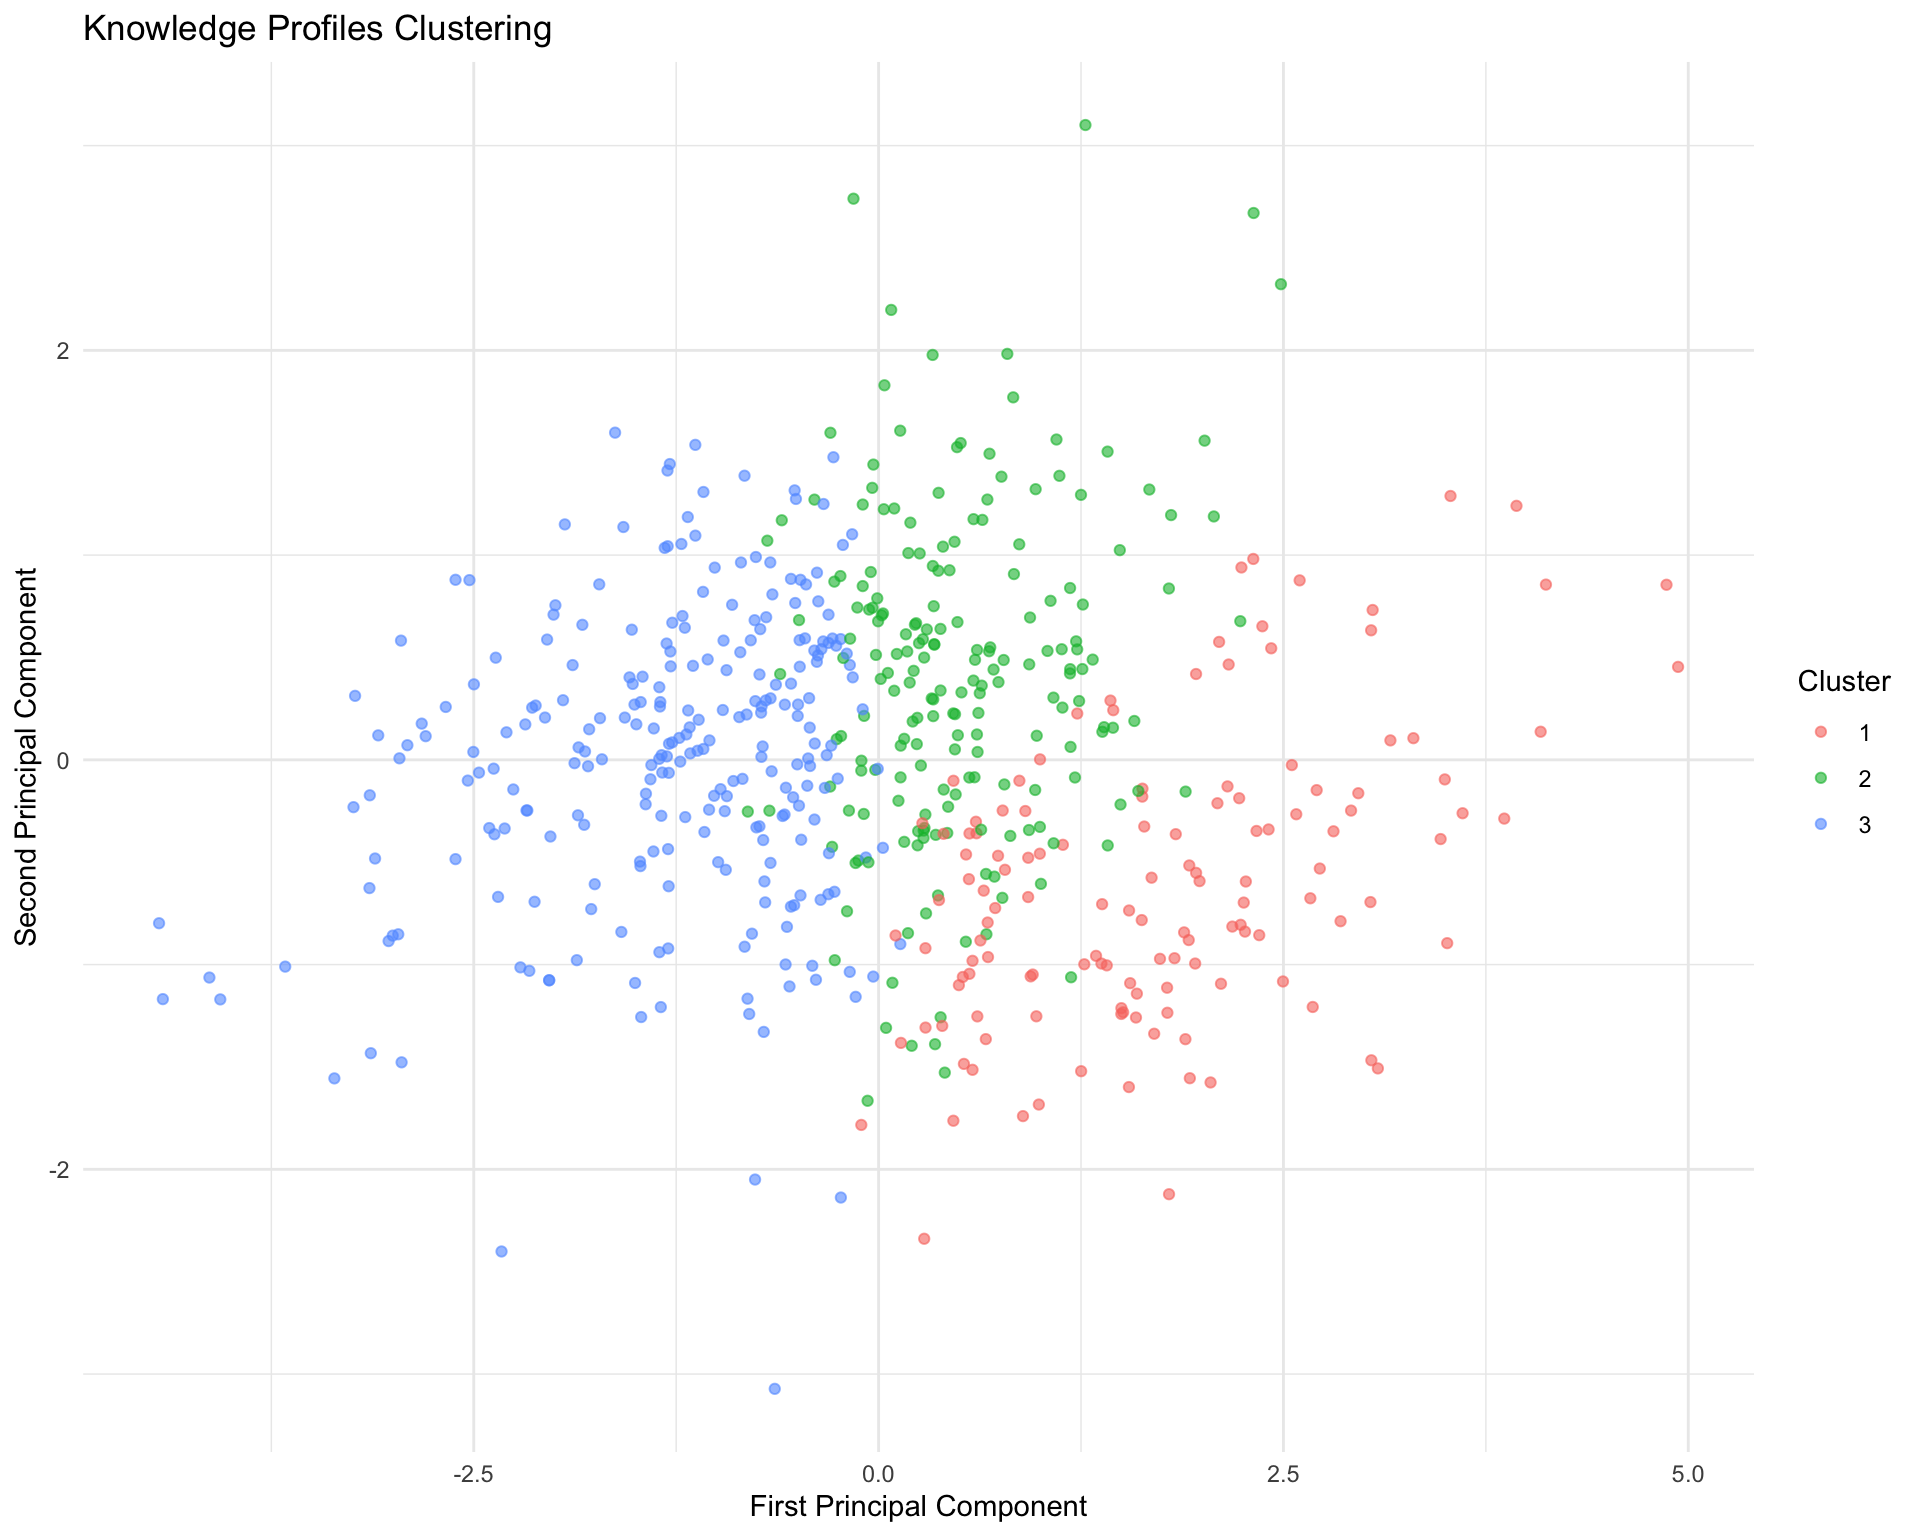 Knowledge Profiles Clustering
Second Principal Component
2
0
-2
-2.5
0.0
2.5
5.0
First Principal Component
Cluster
1
2
3